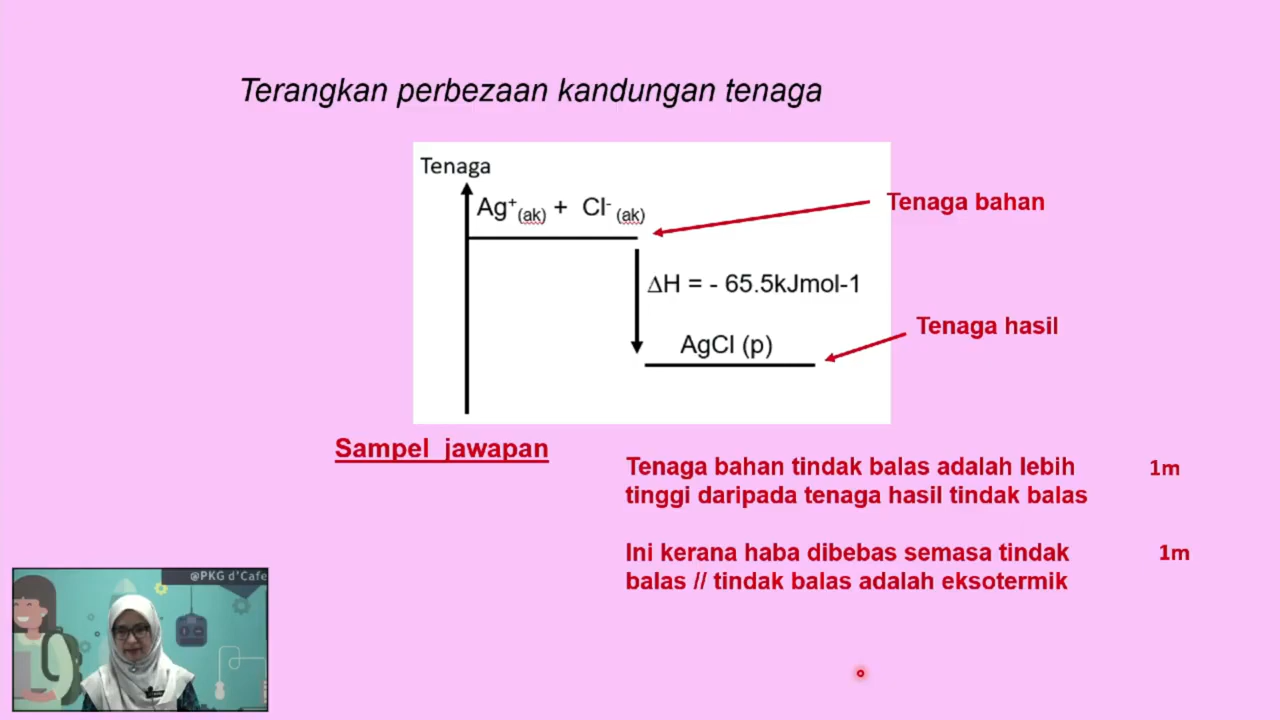 Terangkan perbezaan kandungan tenaga
Tenaga
Ag⁺(ak) + Cl⁻(ak)
Tenaga bahan
ΔH = - 65.5kJmol-1
Tenaga hasil
AgCl (p)
Sampel jawapan
Tenaga bahan tindak balas adalah lebih 1m
tinggi daripada tenaga hasil tindak balas
Ini kerana haba dibebas semasa tindak 1m
balas // tindak balas adalah eksotermik
@PKG d'Cafe